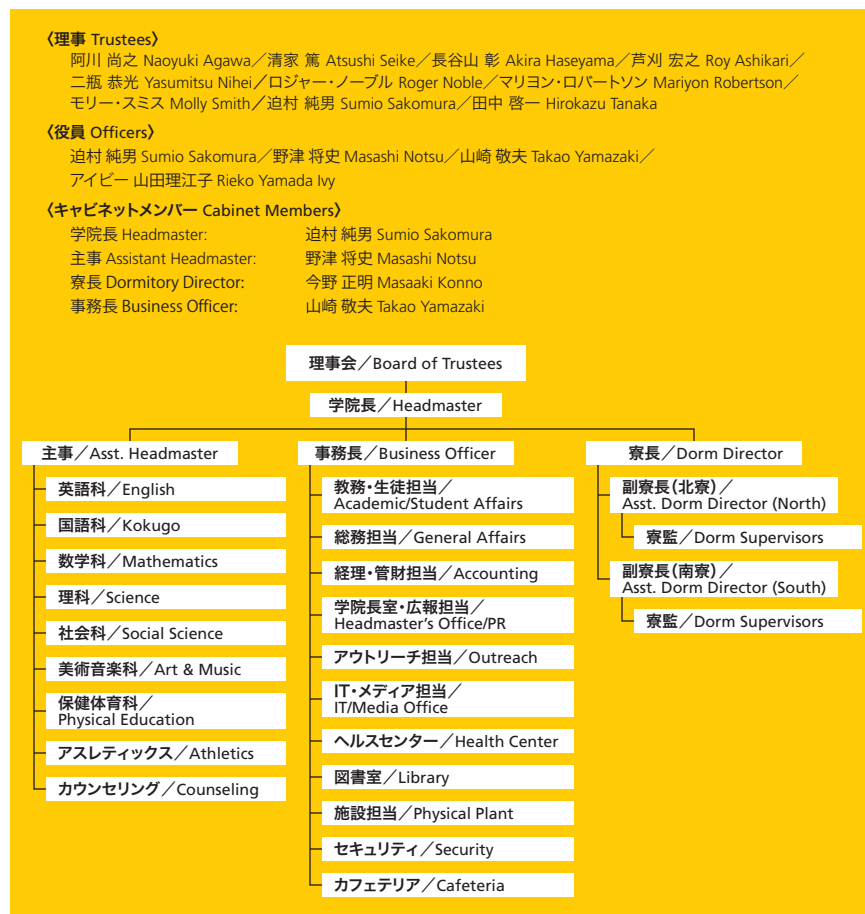 〈理事 Trustees〉
阿川 尚之 Naoyuki Agawa／清家 篤 Atsushi Seike／長谷山 彰 Akira Haseyama／芦刈 宏之 Roy Ashikari／
二瓶 恭光 Yasumitsu Nihei／ロジャー・ノーブル Roger Noble／マリヨン・ロバートソン Mariyon Robertson／
モリー・スミス Molly Smith／迫村 純男 Sumio Sakomura／田中 啓一 Hirokazu Tanaka
〈役員 Officers〉
迫村 純男 Sumio Sakomura／野津 将史 Masashi Notsu／山﨑 敬夫 Takao Yamazaki／
アイビー 山田理江子 Rieko Yamada Ivy
〈キャビネットメンバー Cabinet Members〉
学院長 Headmaster: 迫村 純男 Sumio Sakomura
主事 Assistant Headmaster: 野津 将史 Masashi Notsu
寮長 Dormitory Director: 今野 正明 Masaaki Konno
事務長 Business Officer: 山﨑 敬夫 Takao Yamazaki
理事会／Board of Trustees
学院長／Headmaster
主事／Asst. Headmaster
英語科／English
国語科／Kokugo
数学科／Mathematics
理科／Science
社会科／Social Science
美術音楽科／Art & Music
保健体育科／
Physical Education
アスレティックス／Athletics
カウンセリング／Counseling
事務長／Business Officer
教務・生徒担当／
Academic/Student Affairs
総務担当／General Affairs
経理・管財担当／Accounting
学院長室・広報担当／
Headmaster's Office/PR
アウトリーチ担当／Outreach
IT・メディア担当／
IT/Media Office
ヘルスセンター／Health Center
図書室／Library
施設担当／Physical Plant
セキュリティ／Security
カフェテリア／Cafeteria
寮長／Dorm Director
副寮長（北寮）／
Asst. Dorm Director (North)
寮監／Dorm Supervisors
副寮長（南寮）／
Asst. Dorm Director (South)
寮監／Dorm Supervisors